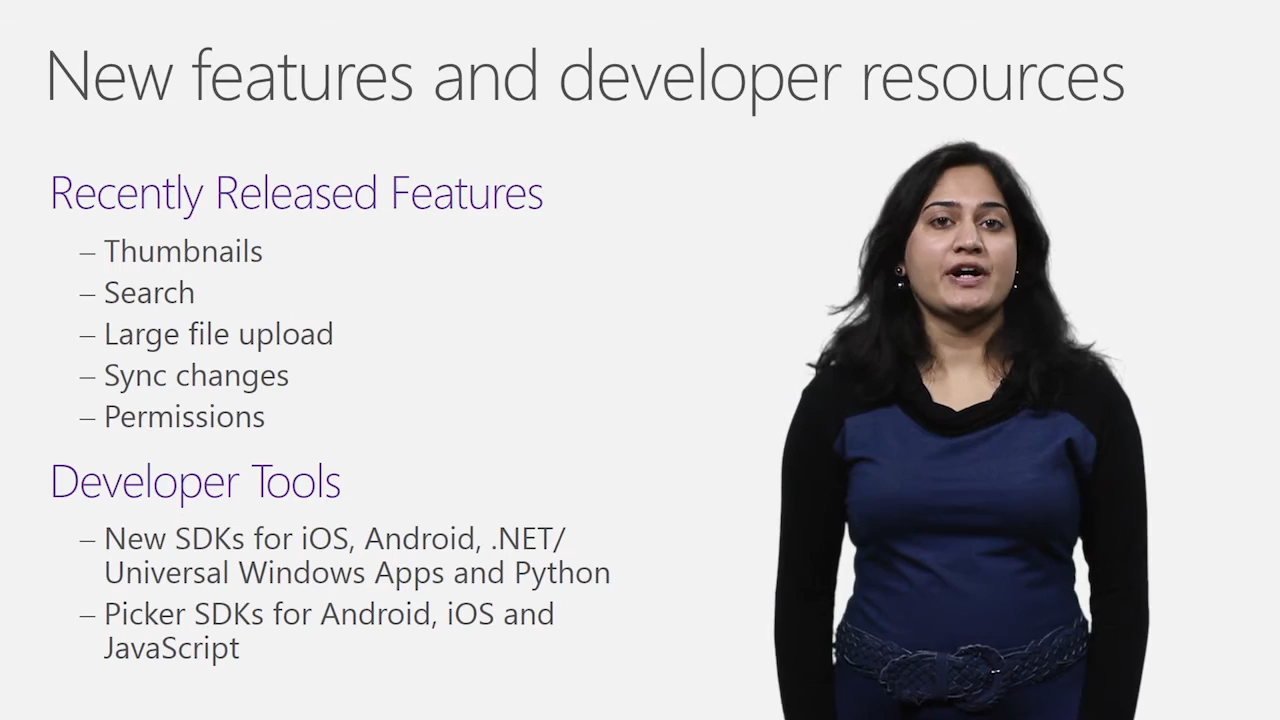 New features and developer resources
Recently Released Features
– Thumbnails
– Search
– Large file upload
– Sync changes
– Permissions
Developer Tools
– New SDKs for iOS, Android, .NET/
Universal Windows Apps and Python
– Picker SDKs for Android, iOS and
JavaScript